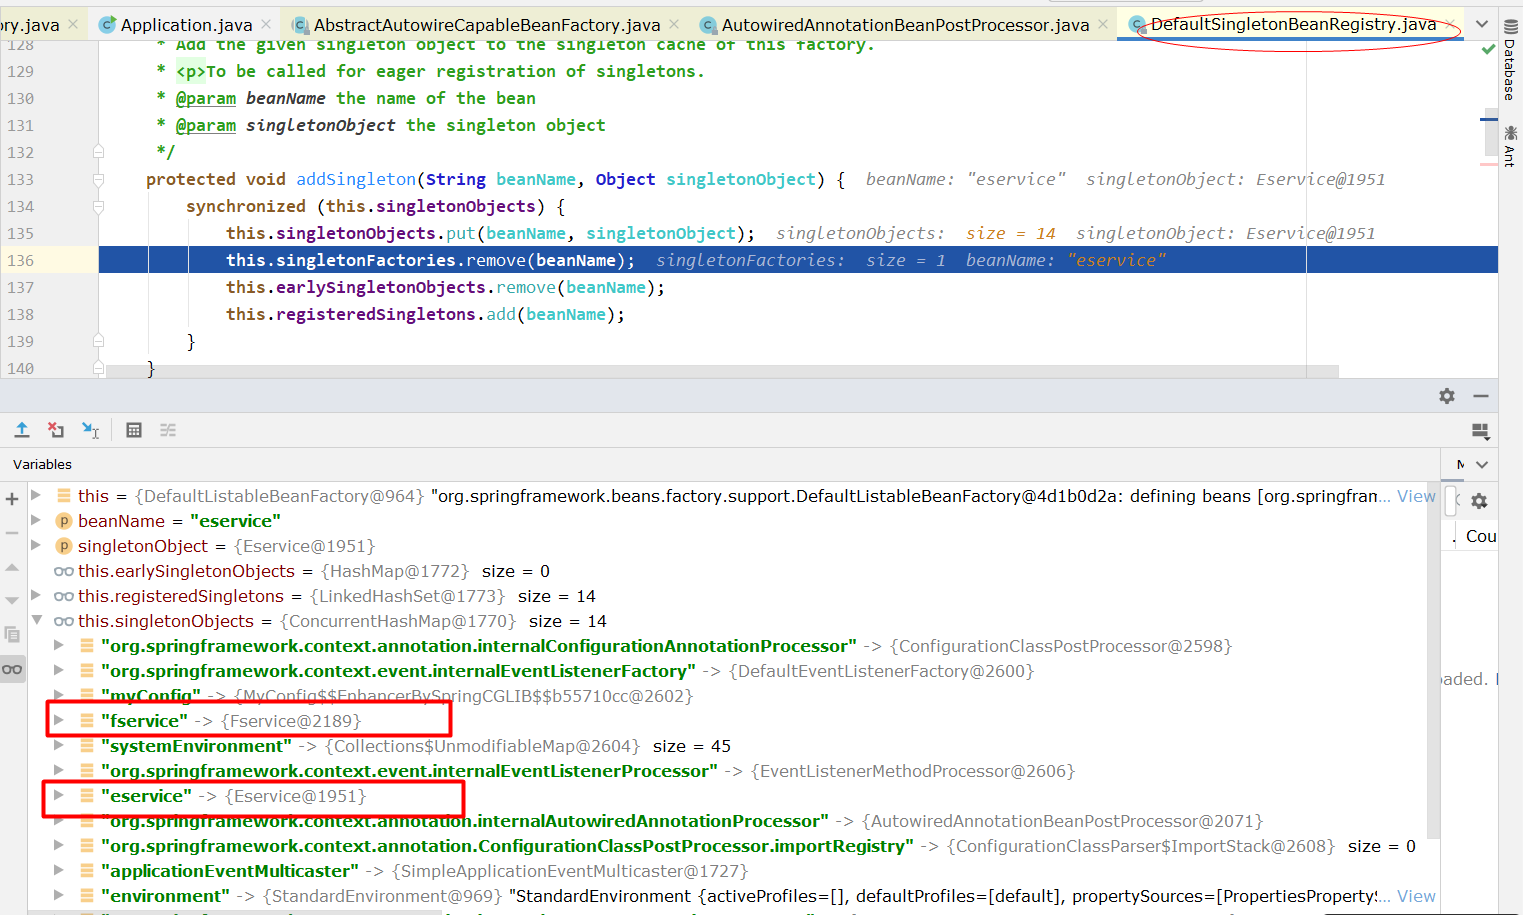 ory.java × Application.java × AbstractAutowireCapableBeanFactory.java × AutowiredAnnotationBeanPostProcessor.java × DefaultSingletonBeanRegistry.java ×
128 * Add the given singleton object to the singleton cache of this factory.
129 * <p>To be called for eager registration of singletons.
130 * @param beanName the name of the bean
131 * @param singletonObject the singleton object
132 */
133 protected void addSingleton(String beanName, Object singletonObject) { beanName: "eservice" singletonObject: Eservice@1951
134 synchronized (this.singletonObjects) {
135 this.singletonObjects.put(beanName, singletonObject); singletonObjects: size = 14 singletonObject: Eservice@1951
136 this.singletonFactories.remove(beanName); singletonFactories: size = 1 beanName: "eservice"
137 this.earlySingletonObjects.remove(beanName);
138 this.registeredSingletons.add(beanName);
139 }
140 }
Database
Ant
Variables
this = {DefaultListableBeanFactory@964} "org.springframework.beans.factory.support.DefaultListableBeanFactory@4d1b0d2a: defining beans [org.springfram... View
beanName = "eservice"
singletonObject = {Eservice@1951}
this.earlySingletonObjects = {HashMap@1772} size = 0
this.registeredSingletons = {LinkedHashSet@1773} size = 14
this.singletonObjects = {ConcurrentHashMap@1770} size = 14
"org.springframework.context.annotation.internalConfigurationAnnotationProcessor" -> {ConfigurationClassPostProcessor@2598}
"org.springframework.context.event.internalEventListenerFactory" -> {DefaultEventListenerFactory@2600}
"myConfig" -> {MyConfig$$EnhancerBySpringCGLIB$$b55710cc@2602}
"fservice" -> {Fservice@2189}
"systemEnvironment" -> {Collections$UnmodifiableMap@2604} size = 45
"org.springframework.context.event.internalEventListenerProcessor" -> {EventListenerMethodProcessor@2606}
"eservice" -> {Eservice@1951}
"org.springframework.context.annotation.internalAutowiredAnnotationProcessor" -> {AutowiredAnnotationBeanPostProcessor@2071}
"org.springframework.context.annotation.ConfigurationClassPostProcessor.importRegistry" -> {ConfigurationClassParser$ImportStack@2608} size = 0
"applicationEventMulticaster" -> {SimpleApplicationEventMulticaster@1727}
"environment" -> {StandardEnvironment@969} "StandardEnvironment {activeProfiles=[], defaultProfiles=[default], propertySources=[PropertiesPropertyS... View
Cou
oaded.